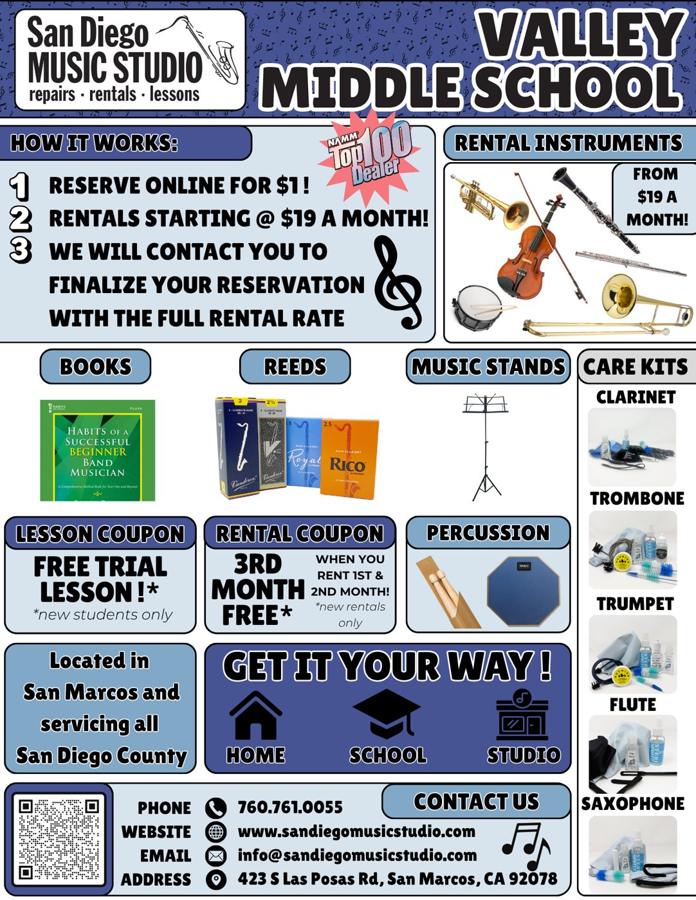 San Diego
MUSIC STUDIO
repairs · rentals · lessons
VALLEY
MIDDLE SCHOOL
HOW IT WORKS:
NAMM
Top 100
Dealer
1 RESERVE ONLINE FOR $1!
2 RENTALS STARTING @ $19 A MONTH!
3 WE WILL CONTACT YOU TO
FINALIZE YOUR RESERVATION
WITH THE FULL RENTAL RATE
RENTAL INSTRUMENTS
FROM
$19 A
MONTH!
BOOKS
HABITS OF A
SUCCESSFUL
BEGINNER
BAND
MUSICIAN
REEDS
Royal
RICO
MUSIC STANDS
CARE KITS
CLARINET
TROMBONE
TRUMPET
FLUTE
SAXOPHONE
LESSON COUPON
FREE TRIAL
LESSON !*
*new students only
RENTAL COUPON
3RD
MONTH
FREE*
WHEN YOU
RENT 1ST &
2ND MONTH!
*new rentals
only
PERCUSSION
Located in
San Marcos and
servicing all
San Diego County
GET IT YOUR WAY !
HOME
SCHOOL
STUDIO
CONTACT US
PHONE 760.761.0055
WEBSITE www.sandiegomusicstudio.com
EMAIL info@sandiegomusicstudio.com
ADDRESS 423 S Las Posas Rd, San Marcos, CA 92078